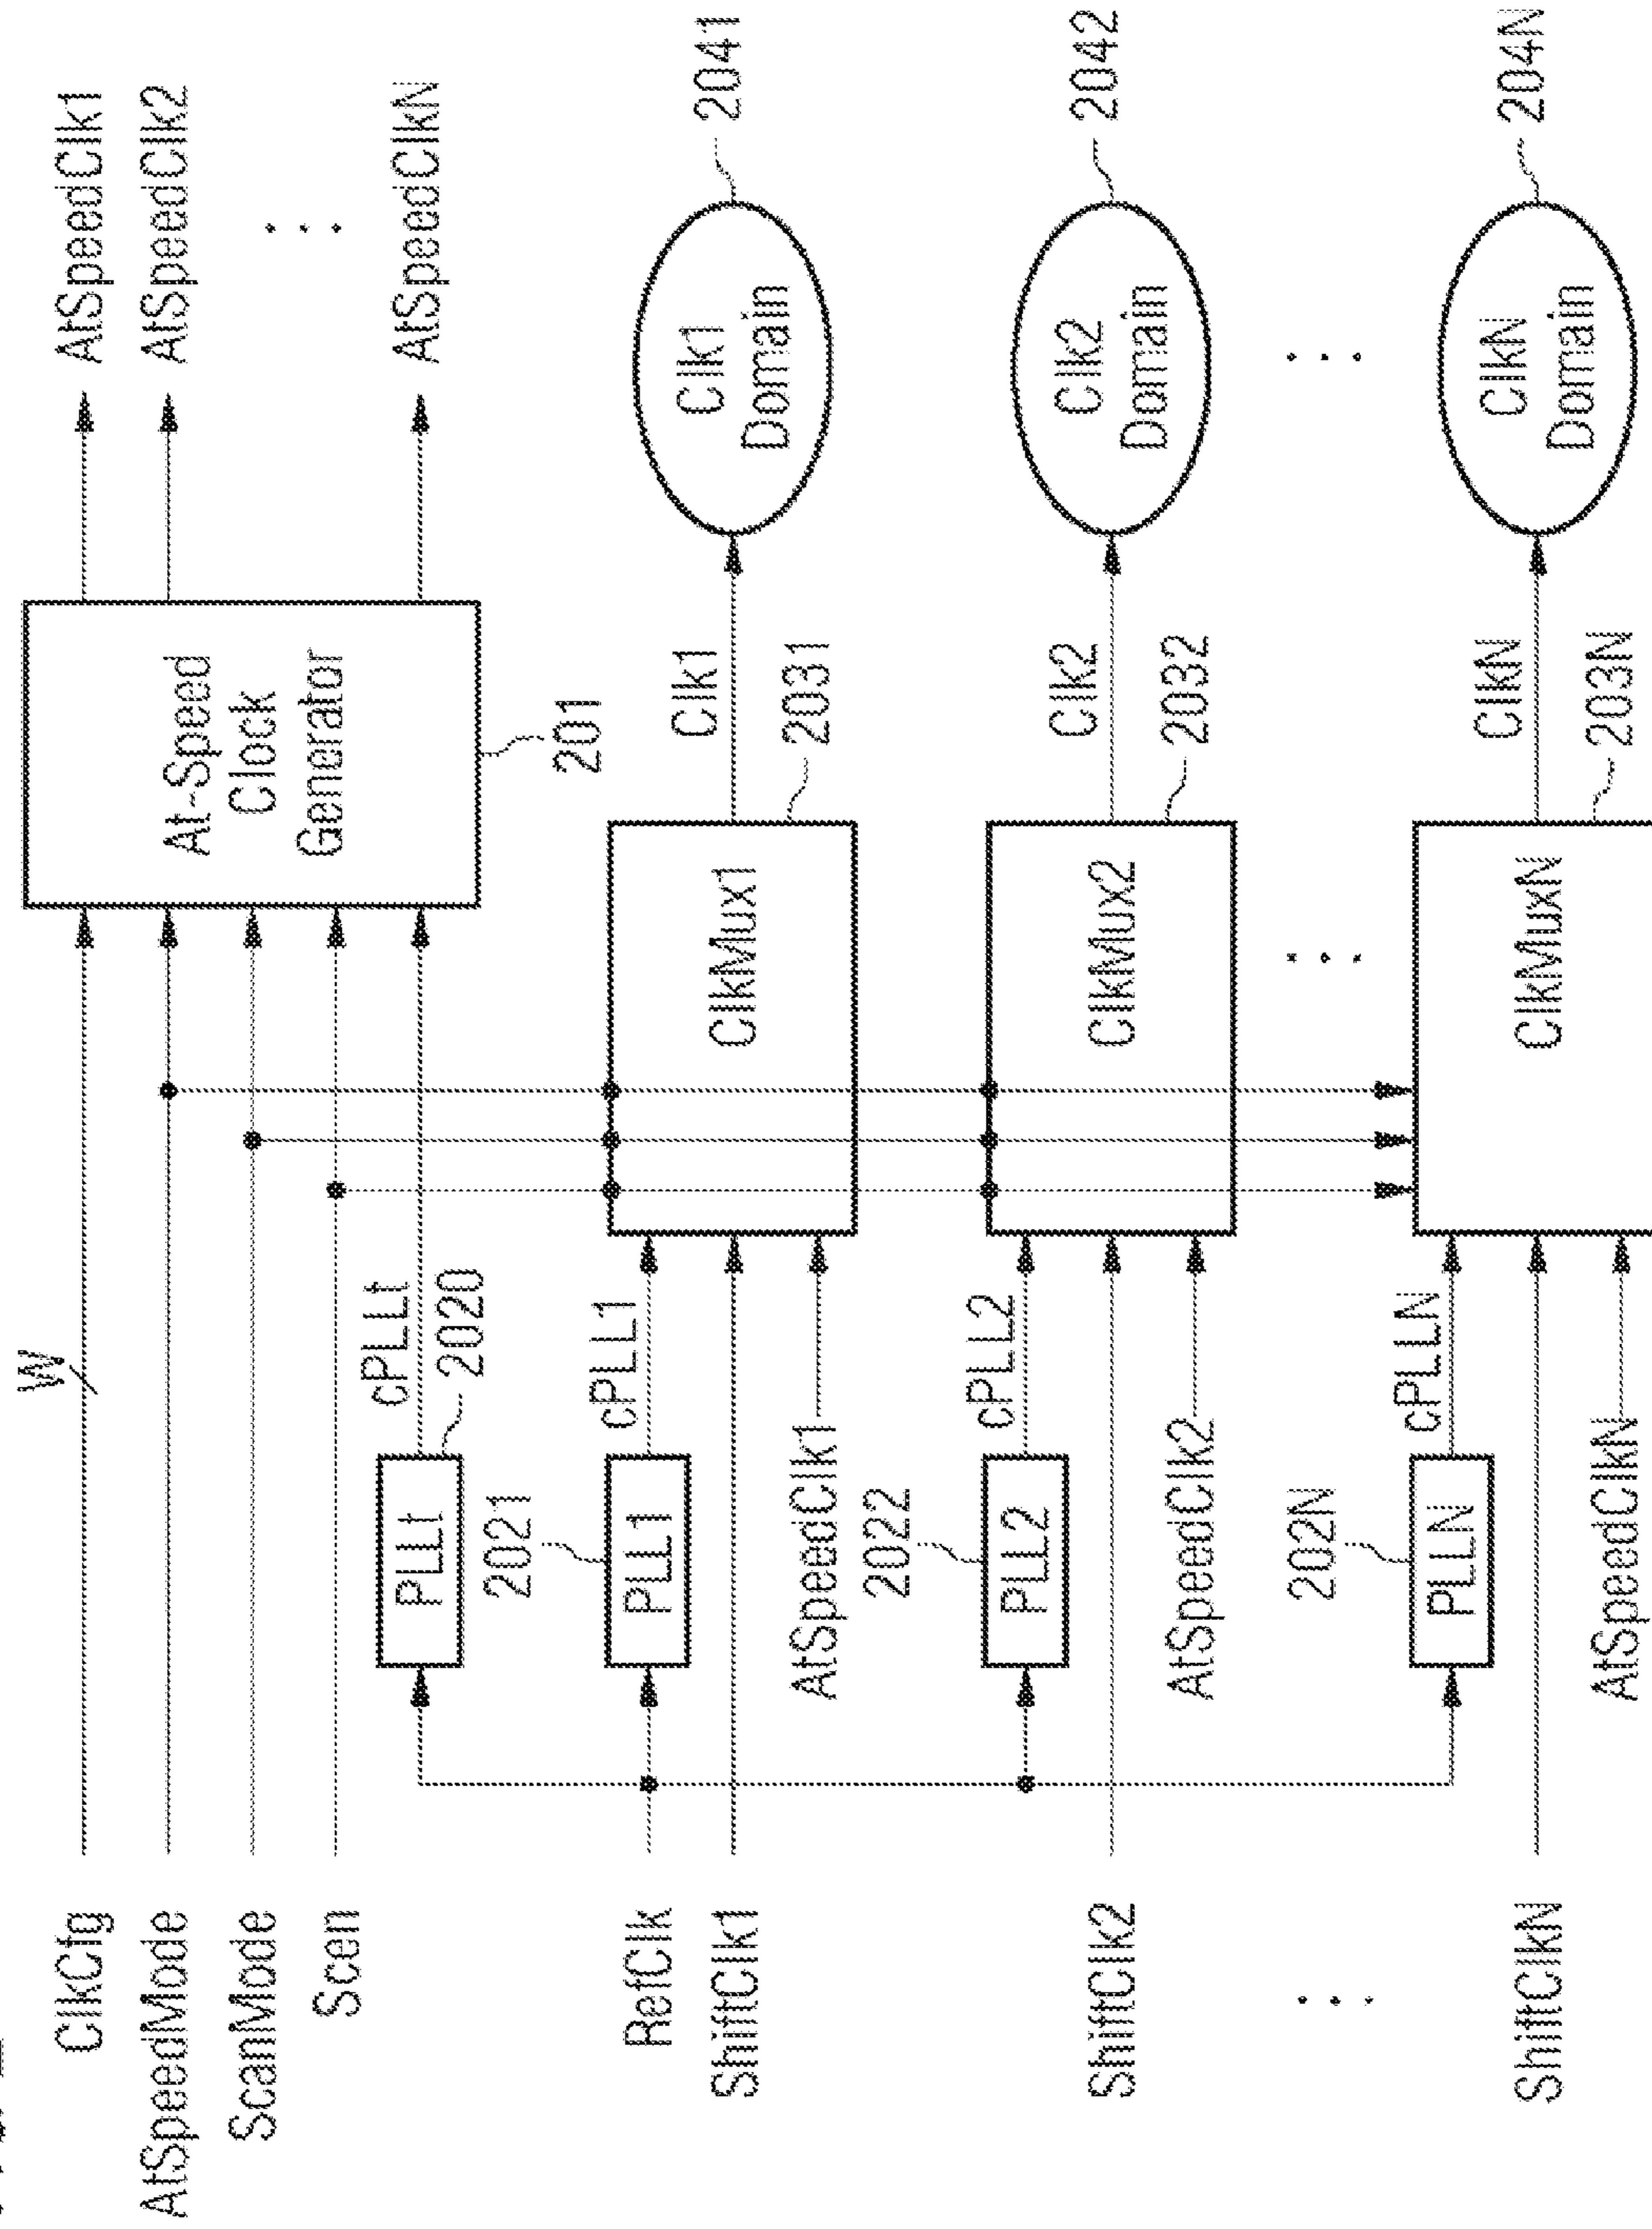 ClkCfg
AtSpeedMode
ScanMode
Scen
RefClk
ShiftClk1
ShiftClk2
ShiftClkN
W
PLLt
cPLLt
2020
2021
PLL1
cPLL1
AtSpeedClk1
2022
PLL2
cPLL2
AtSpeedClk2
202N
PLLN
cPLLN
AtSpeedClkN
At-Speed
Clock
Generator
201
ClkMux1
2031
ClkMux2
2032
ClkMuxN
203N
Clk1
Clk2
ClkN
AtSpeedClk1
AtSpeedClk2
AtSpeedClkN
Clk1
Domain
2041
Clk2
Domain
2042
ClkN
Domain
204N